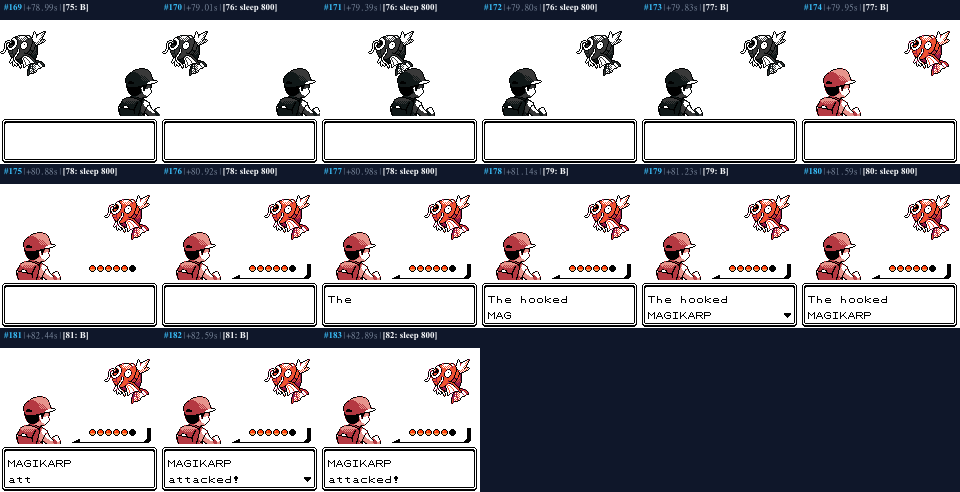 #169|+78.99s|[75: B]
#170|+79.01s|[76: sleep 800]
#171|+79.39s|[76: sleep 800]
#172|+79.80s|[76: sleep 800]
#173|+79.83s|[77: B]
#174|+79.95s|[77: B]
#175|+80.88s|[78: sleep 800]
#176|+80.92s|[78: sleep 800]
#177|+80.98s|[78: sleep 800]
The
#178|+81.14s|[79: B]
The hooked
MAG
#179|+81.23s|[79: B]
The hooked
MAGIKARP
#180|+81.59s|[80: sleep 800]
The hooked
MAGIKARP
#181|+82.44s|[81: B]
MAGIKARP
att
#182|+82.59s|[81: B]
MAGIKARP
attacked!
#183|+82.89s|[82: sleep 800]
MAGIKARP
attacked!